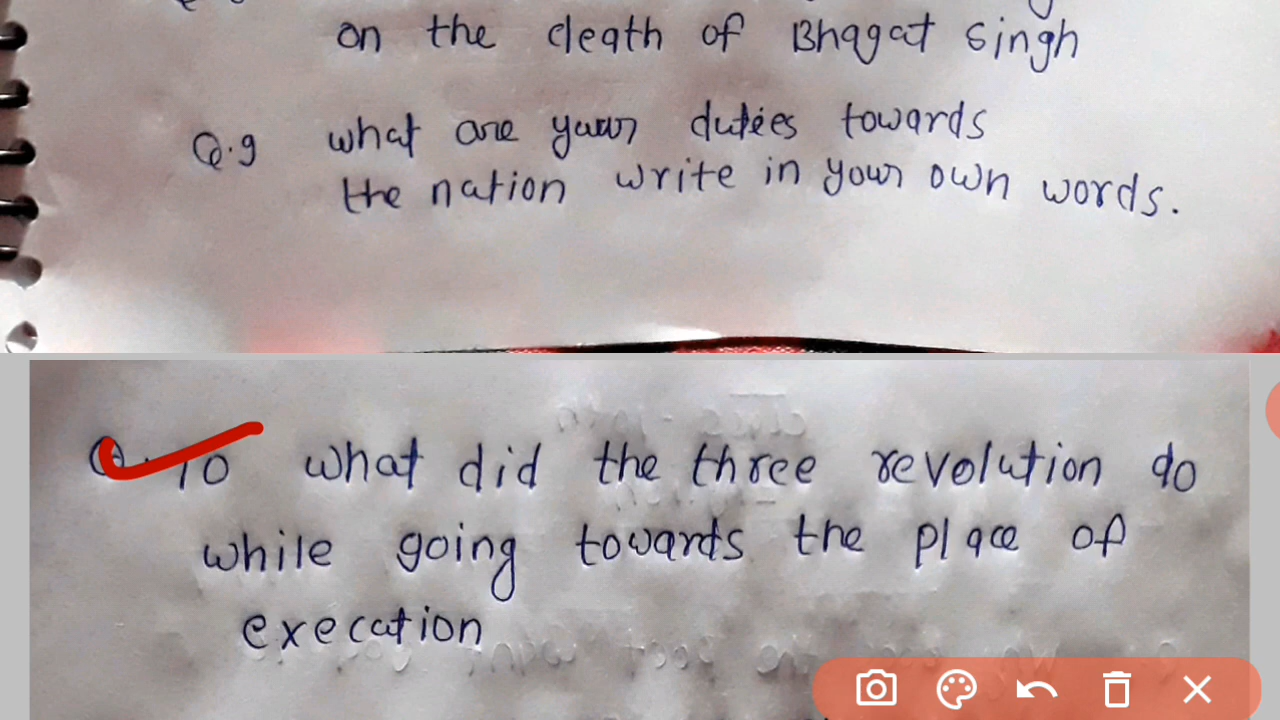 on the death of Bhagat Singh
Q.9 what are your duties towards
the nation write in your own words.
Q.10 what did the three revolution do
while going towards the place of
execation